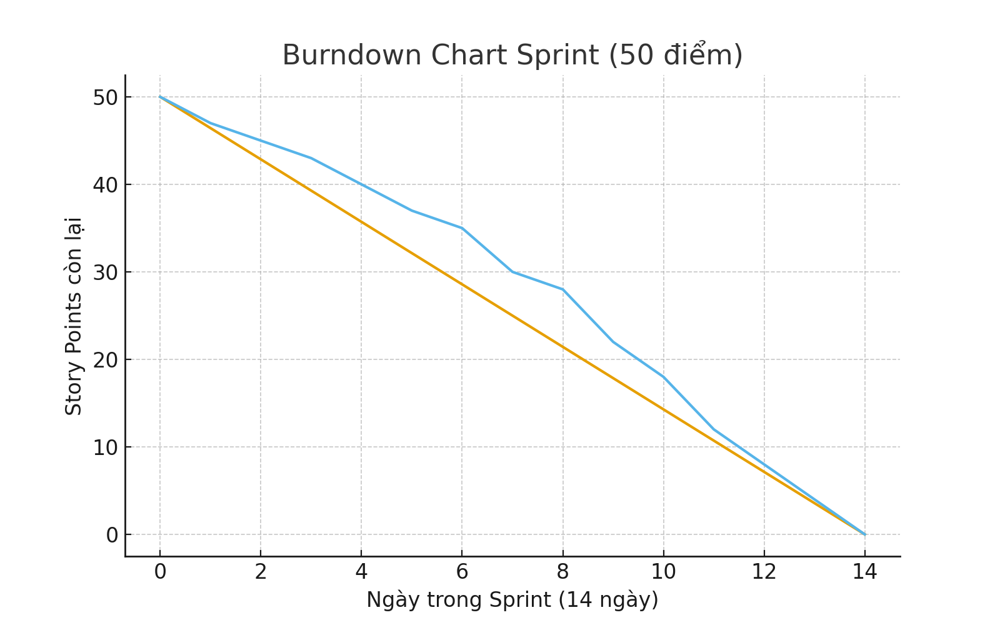 Burndown Chart Sprint (50 điểm)
Story Points còn lại
50
40
30
20
10
0
0 2 4 6 8 10 12 14
Ngày trong Sprint (14 ngày)